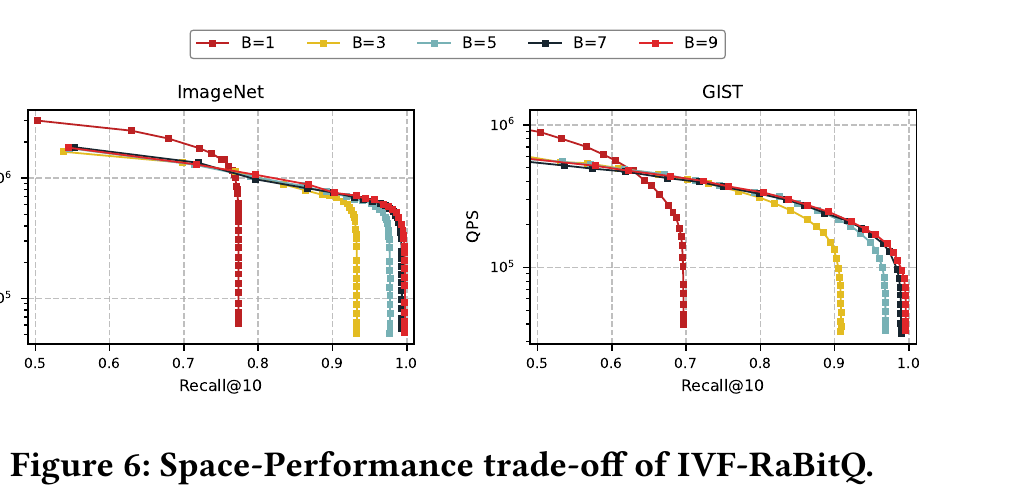 B=1 B=3 B=5 B=7 B=9
ImageNet GIST
10⁶
10⁵
QPS
0.5 0.6 0.7 0.8 0.9 1.0
Recall@10
0.5 0.6 0.7 0.8 0.9 1.0
Recall@10
Figure 6: Space-Performance trade-off of IVF-RaBitQ.